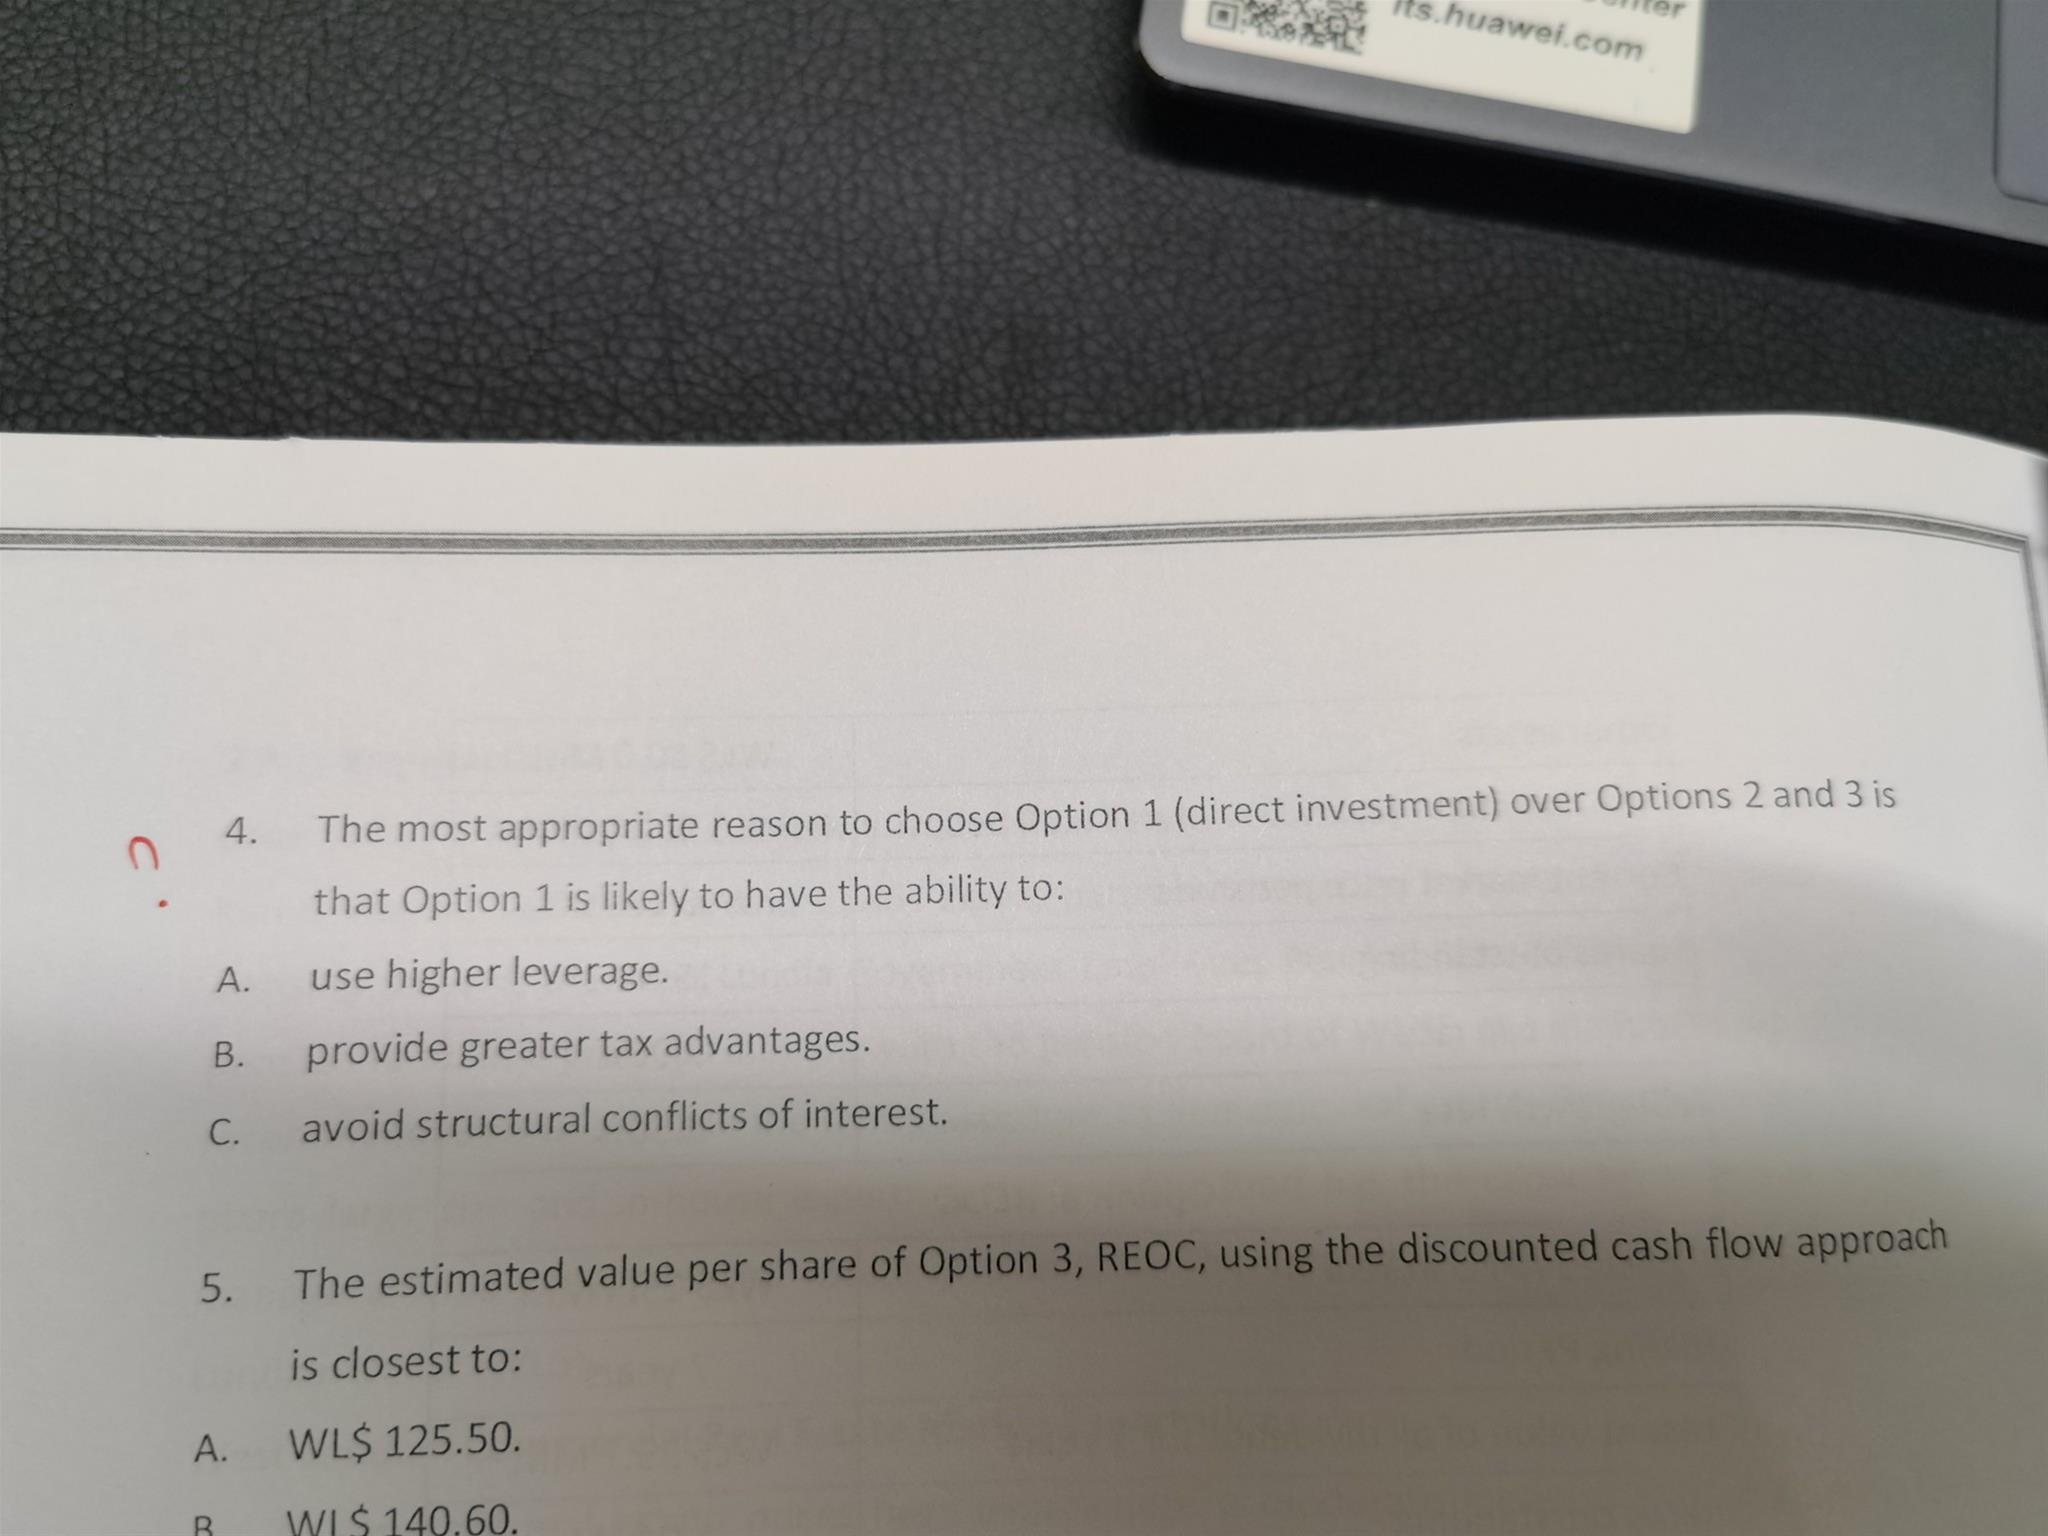 its.huawei.com
?
4. The most appropriate reason to choose Option 1 (direct investment) over Options 2 and 3 is
that Option 1 is likely to have the ability to:
A. use higher leverage.
B. provide greater tax advantages.
C. avoid structural conflicts of interest.
5. The estimated value per share of Option 3, REOC, using the discounted cash flow approach
is closest to:
A. WL$ 125.50.
B WL$ 140.60.